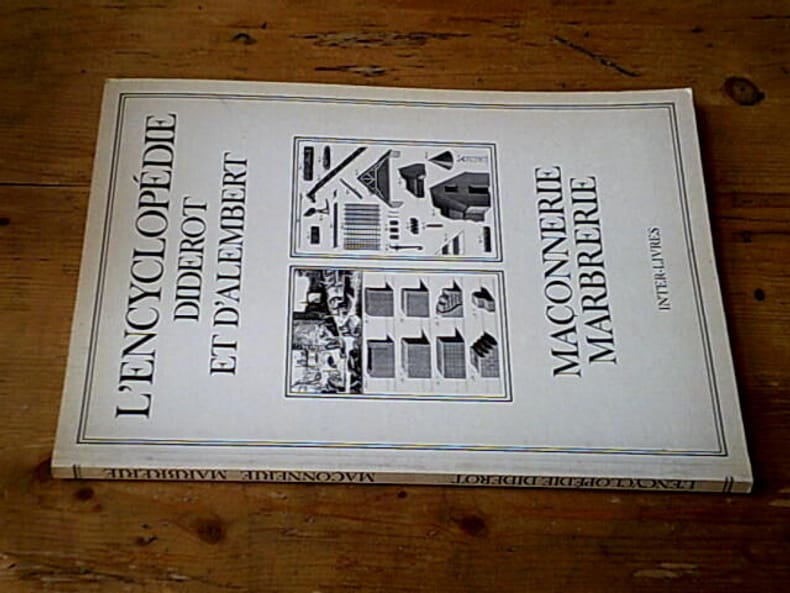 L'ENCYCLOPÉDIE
DIDEROT
ET D'ALEMBERT
MAÇONNERIE
MARBRERIE
INTER-LIVRES
L'ENCYCLOPÉDIE DIDEROT MAÇONNERIE MARBRERIE